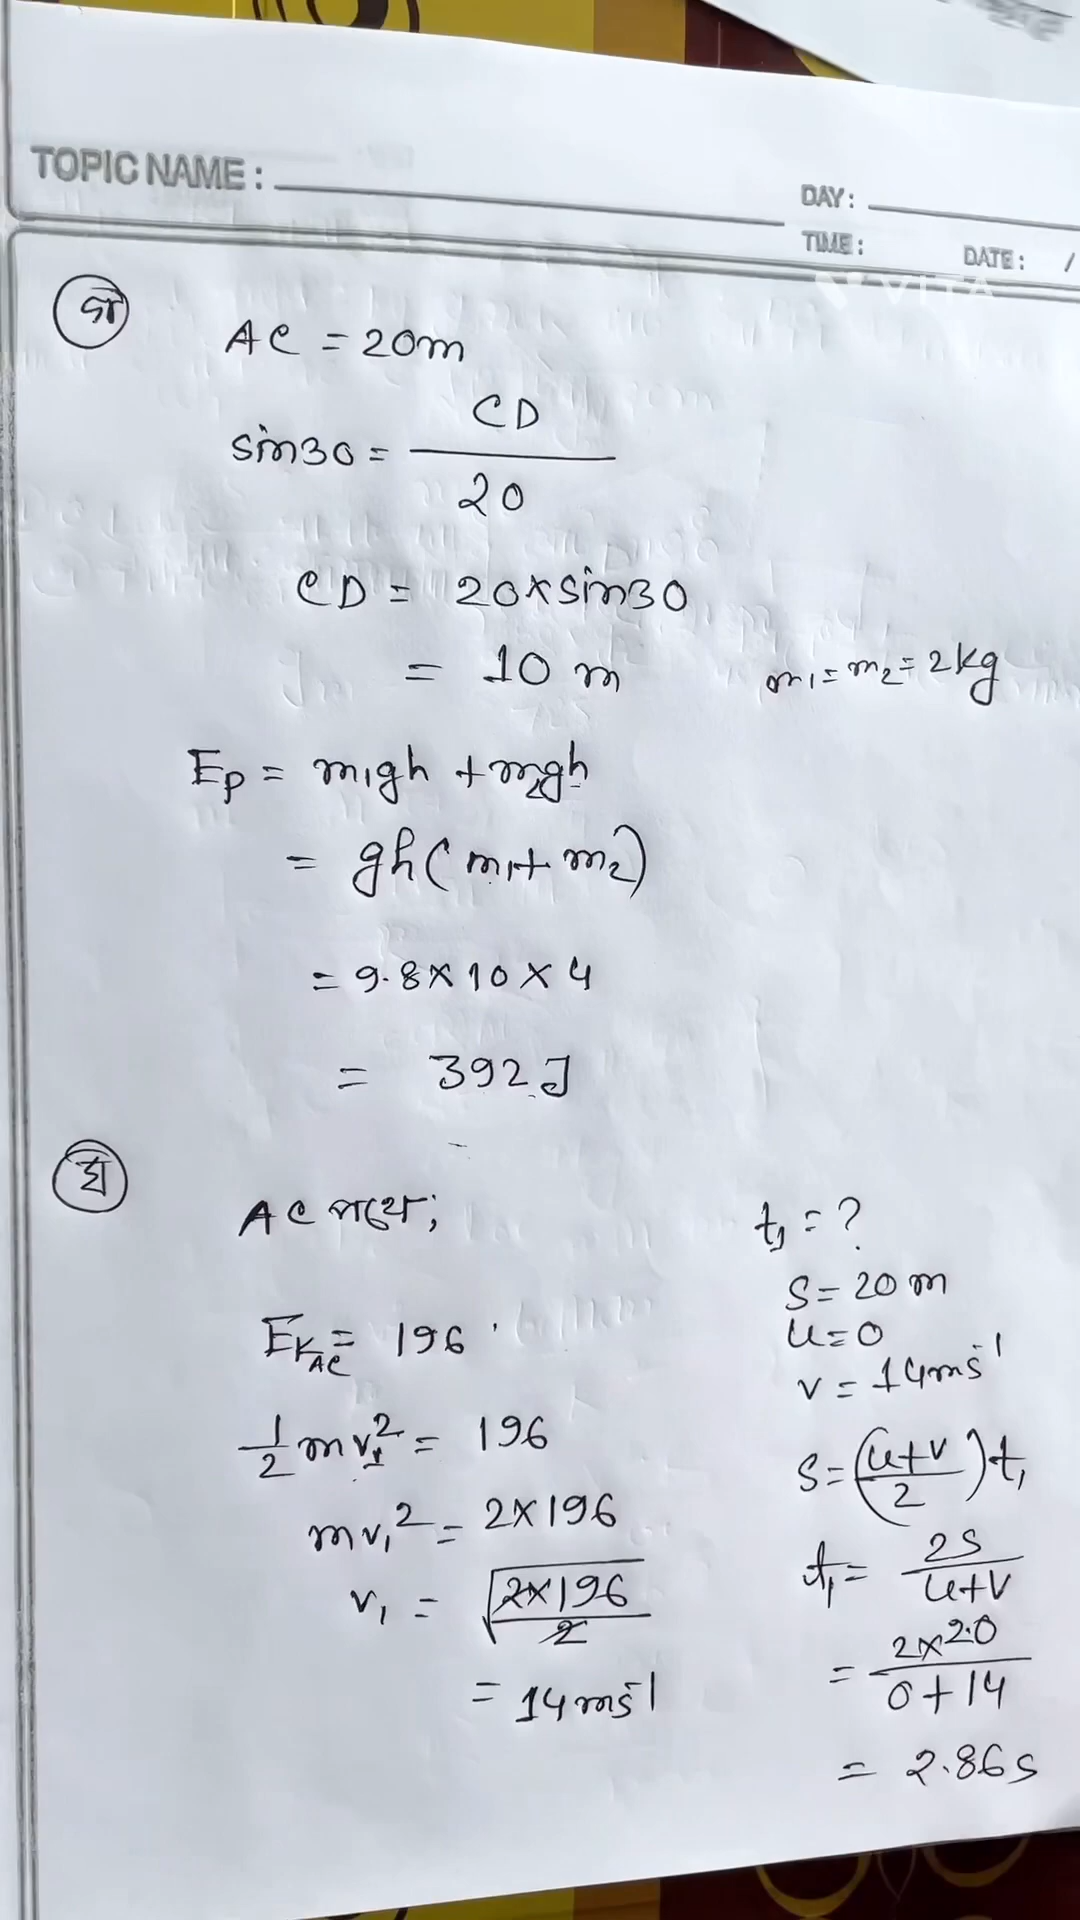 TOPIC NAME :
DAY :
TIME :
DATE : /
VITA
গ
AC = 20m
sin30 = CD / 20
CD = 20×sin30
= 10 m
m₁ = m₂ = 2kg
Ep = m₁gh + m₂gh
= gh(m₁ + m₂)
= 9.8×10×4
= 392 J
ঘ
AC পথে;
E_K_AC = 196
½mv₁² = 196
mv₁² = 2×196
v₁ = √(2×196 / 2)
= 14ms⁻¹
t₁ = ?
S = 20 m
u = 0
v = 14ms⁻¹
S = (u+v / 2)t₁
t₁ = 2S / u+v
= 2×20 / 0+14
= 2.86s